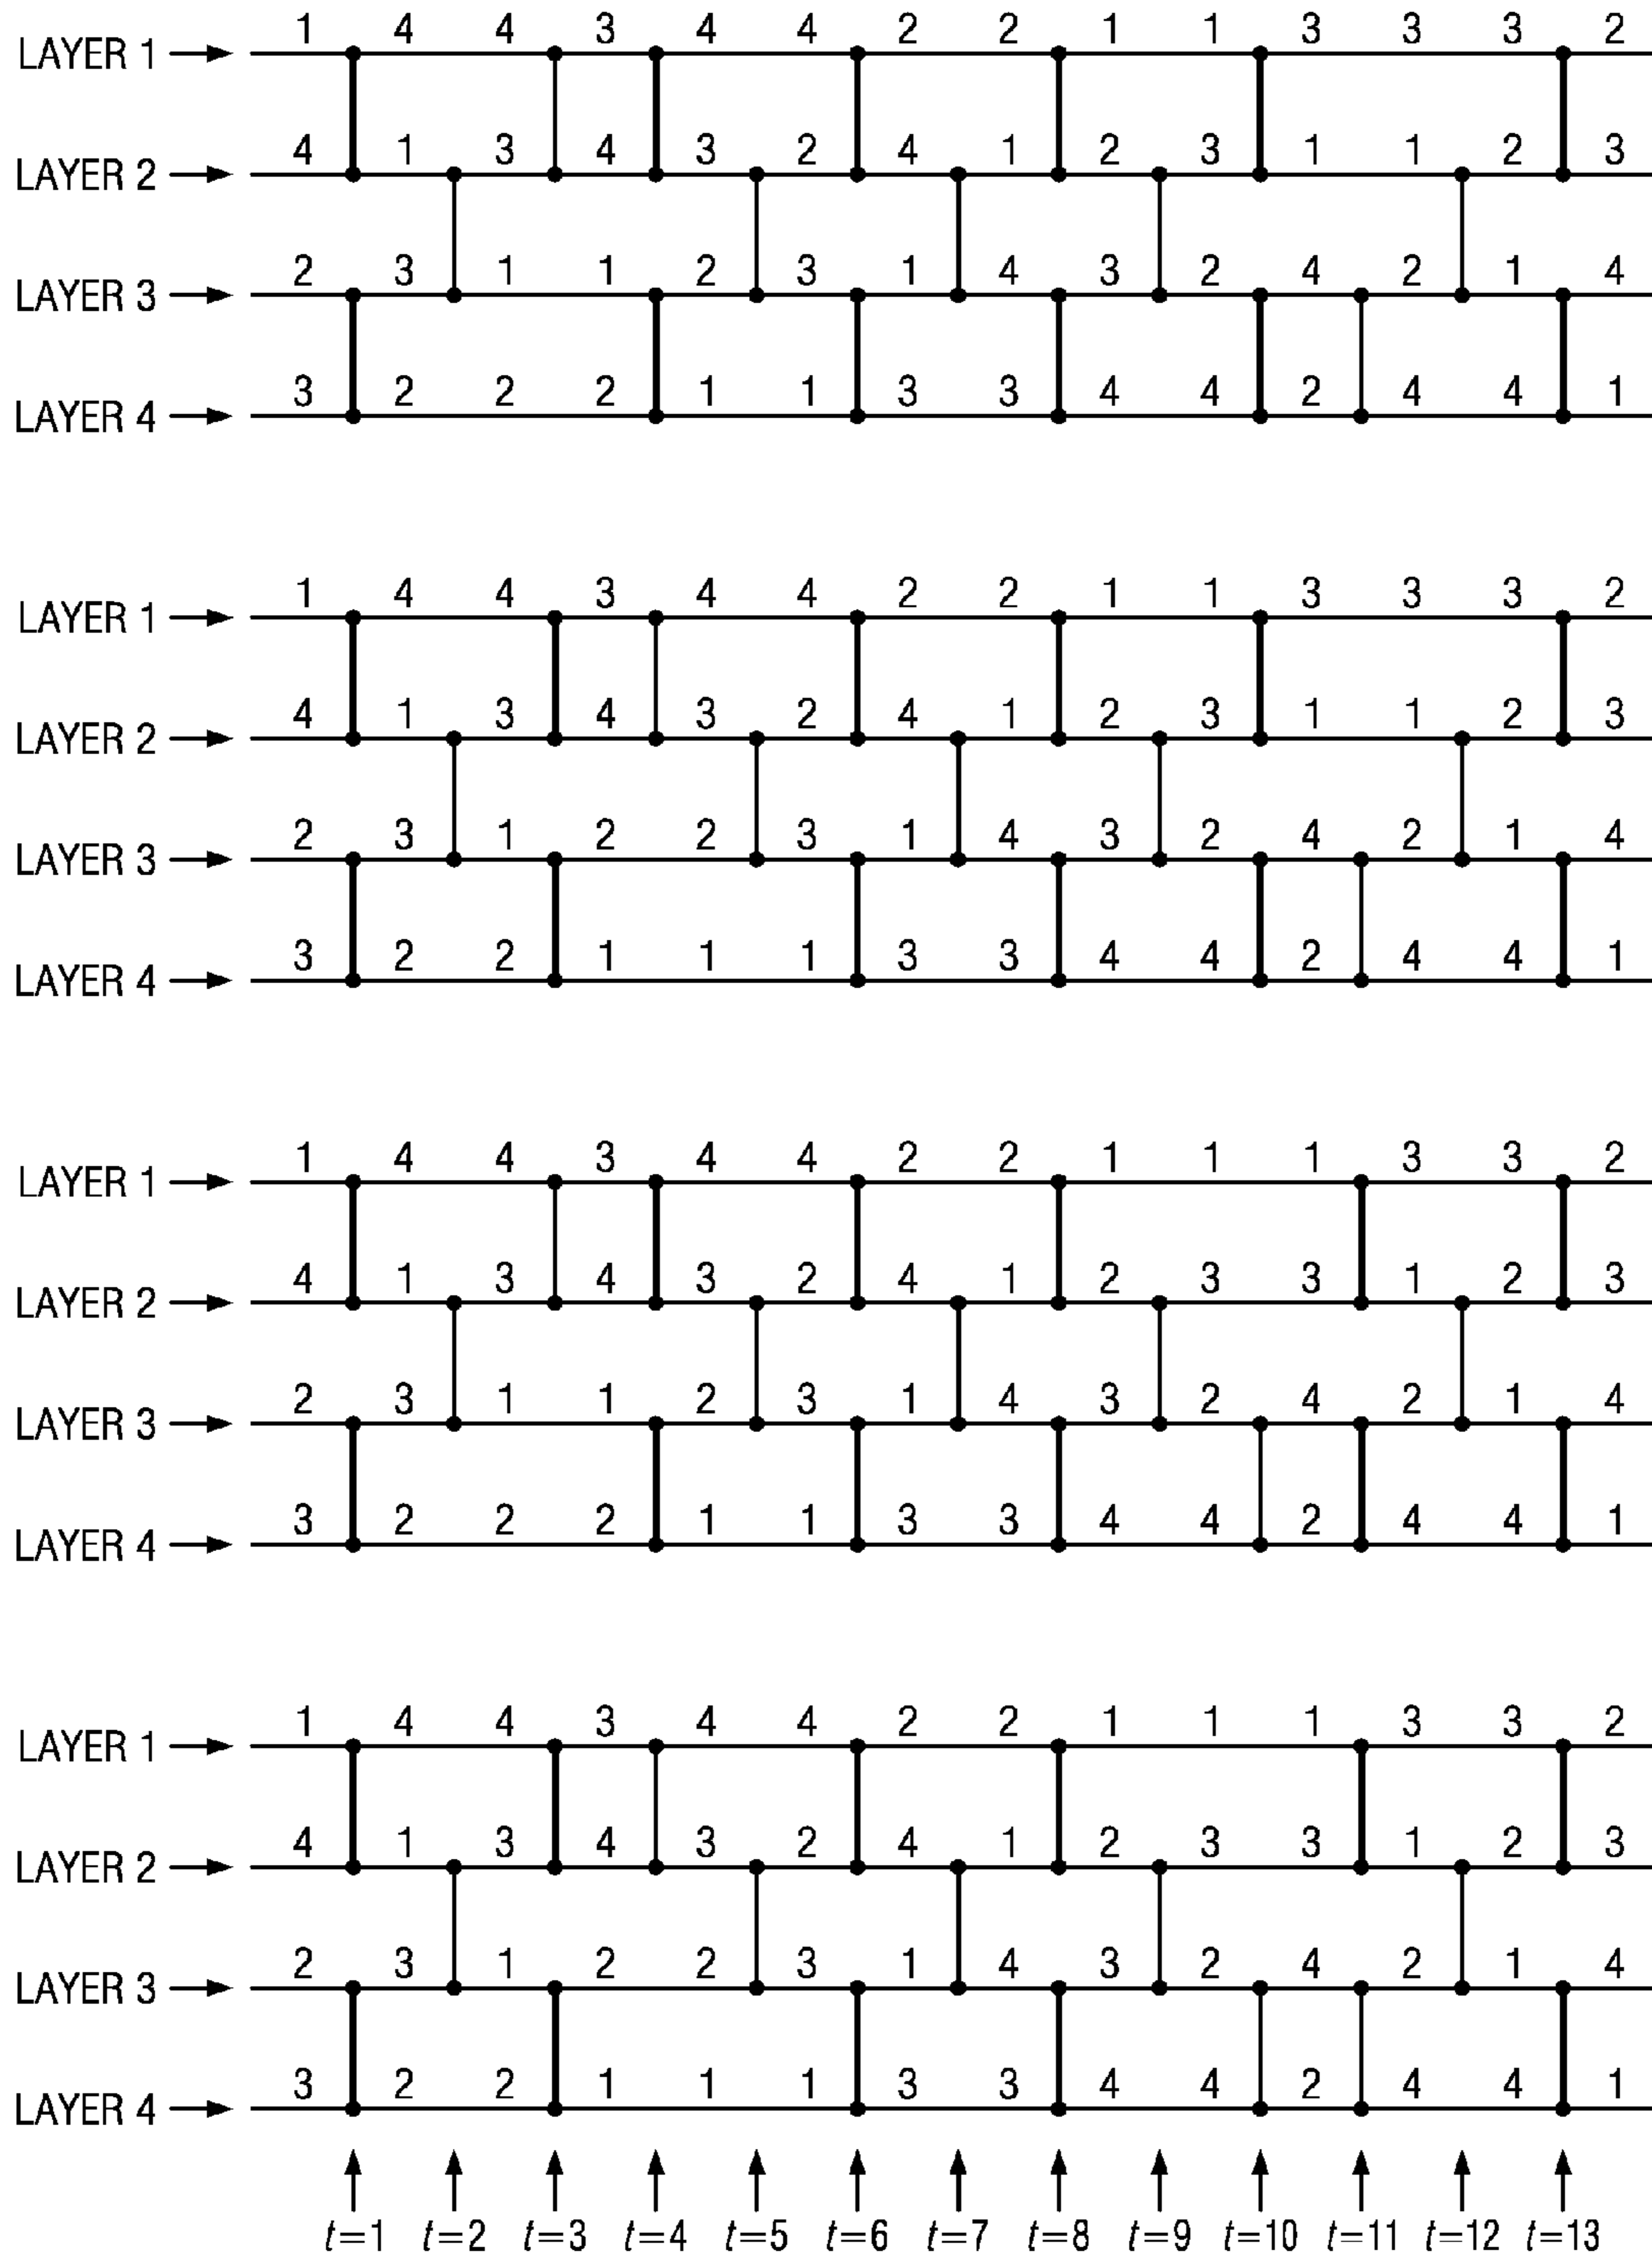 1 4 4 3 4 4 2 2 1 1 3 3 3 2
LAYER 1
4 1 3 4 3 2 4 1 2 3 1 1 2 3
LAYER 2
2 3 1 1 2 3 1 4 3 2 4 2 1 4
LAYER 3
3 2 2 2 1 1 3 3 4 4 2 4 4 1
LAYER 4
1 4 4 3 4 4 2 2 1 1 3 3 3 2
LAYER 1
4 1 3 4 3 2 4 1 2 3 1 1 2 3
LAYER 2
2 3 1 2 2 3 1 4 3 2 4 2 1 4
LAYER 3
3 2 2 1 1 1 3 3 4 4 2 4 4 1
LAYER 4
1 4 4 3 4 4 2 2 1 1 1 3 3 2
LAYER 1
4 1 3 4 3 2 4 1 2 3 3 1 2 3
LAYER 2
2 3 1 1 2 3 1 4 3 2 4 2 1 4
LAYER 3
3 2 2 2 1 1 3 3 4 4 2 4 4 1
LAYER 4
1 4 4 3 4 4 2 2 1 1 1 3 3 2
LAYER 1
4 1 3 4 3 2 4 1 2 3 3 1 2 3
LAYER 2
2 3 1 2 2 3 1 4 3 2 4 2 1 4
LAYER 3
3 2 2 1 1 1 3 3 4 4 2 4 4 1
LAYER 4
t=1 t=2 t=3 t=4 t=5 t=6 t=7 t=8 t=9 t=10 t=11 t=12 t=13